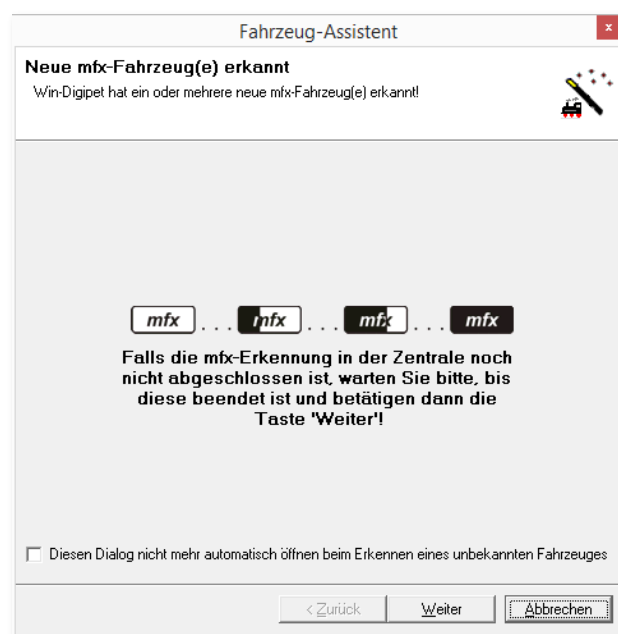 Fahrzeug-Assistent
x
Neue mfx-Fahrzeug(e) erkannt
Win-Digipet hat ein oder mehrere neue mfx-Fahrzeug(e) erkannt!
mfx . . . mfx . . . mfx . . . mfx
Falls die mfx-Erkennung in der Zentrale noch
nicht abgeschlossen ist, warten Sie bitte, bis
diese beendet ist und betätigen dann die
Taste 'Weiter'!
Diesen Dialog nicht mehr automatisch öffnen beim Erkennen eines unbekannten Fahrzeuges
< Zurück Weiter Abbrechen